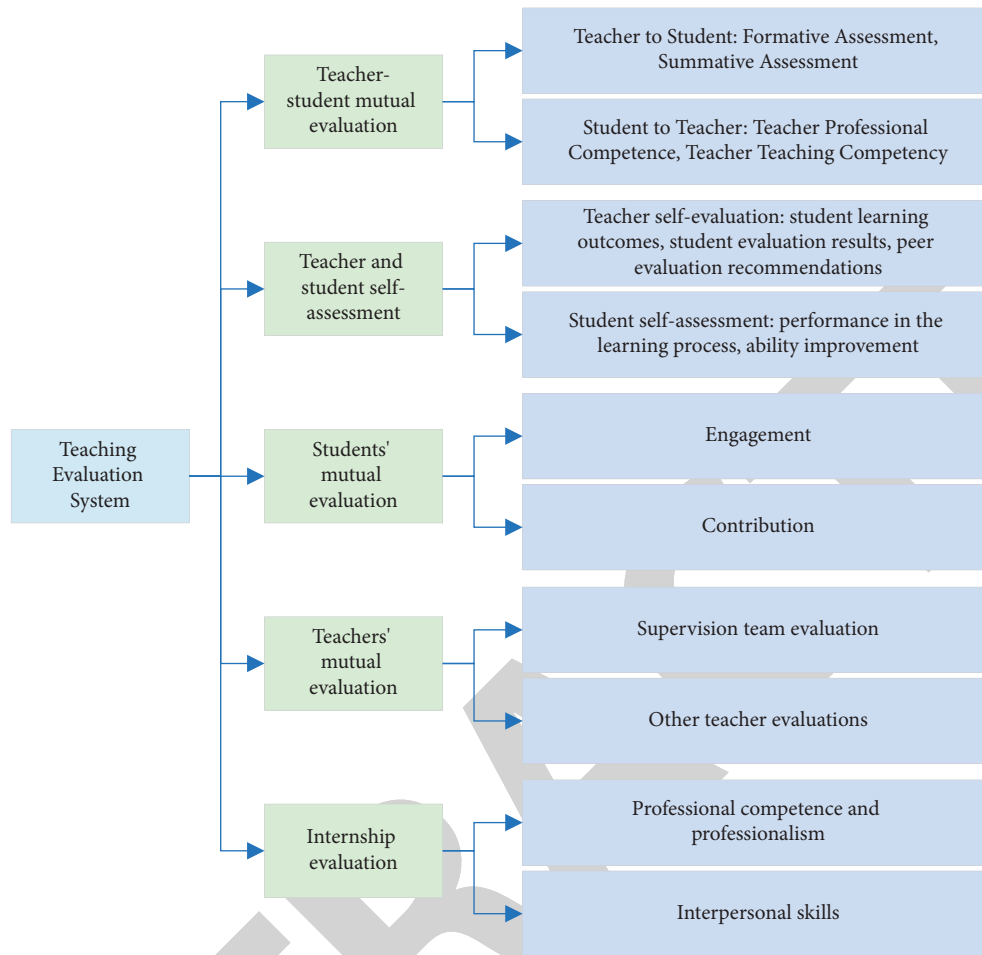 Teaching
Evaluation
System
Teacher-
student mutual
evaluation
Teacher to Student: Formative Assessment,
Summative Assessment
Student to Teacher: Teacher Professional
Competence, Teacher Teaching Competency
Teacher and
student self-
assessment
Teacher self-evaluation: student learning
outcomes, student evaluation results, peer
evaluation recommendations
Student self-assessment: performance in the
learning process, ability improvement
Students'
mutual
evaluation
Engagement
Contribution
Teachers'
mutual
evaluation
Supervision team evaluation
Other teacher evaluations
Internship
evaluation
Professional competence and
professionalism
Interpersonal skills